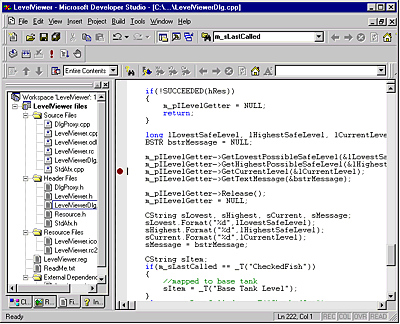 LevelViewer - Microsoft Developer Studio - [C:\...\LevelViewerDlg.cpp]
File Edit View Insert Project Build Tools Window Help
m_sLastCalled
Entire Contents
Workspace 'LevelViewer': 1
LevelViewer files
Source Files
DlgProxy.cpp
LevelViewer.cpp
LevelViewer.odl
LevelViewer.rc
LevelViewerDlg.
StdAfx.cpp
Header Files
DlgProxy.h
LevelViewer.h
LevelViewerDlg.
Resource.h
StdAfx.h
Resource Files
LevelViewer.ico
LevelViewer.rc2
LevelViewer.reg
ReadMe.txt
External Dependenc
Cl...
R...
Fi...
In...
if(!SUCCEEDED(hRes))
{
m_pILevelGetter = NULL;
return;
}
long lLowestSafeLevel, lHighestSafeLevel, lCurrentLevel
BSTR bstrMessage = NULL;
m_pILevelGetter->GetLowestPossibleSafeLevel(&lLowestSafe
m_pILevelGetter->GetHighestPossibleSafeLevel(&lHighest
m_pILevelGetter->GetCurrentLevel(&lCurrentLevel);
m_pILevelGetter->GetTextMessage(&bstrMessage);
m_pILevelGetter->Release();
m_pILevelGetter = NULL;
CString sLowest, sHighest, sCurrent, sMessage;
sLowest.Format("%d",lLowestSafeLevel);
sHighest.Format("%d",lHighestSafeLevel);
sCurrent.Format("%d",lCurrentLevel);
sMessage = bstrMessage;
CString sItem;
if(m_sLastCalled == _T("CheckedFish"))
{
//mapped to base tank
sItem = _T("Base Tank Level");
}
Ready
Ln 222, Col 1
REC COL OVR READ